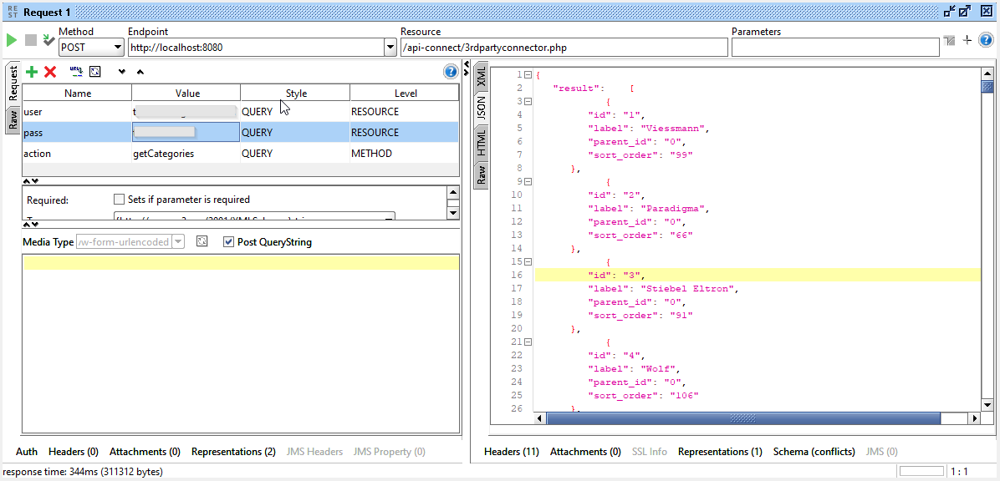 RE ST Request 1
Method Endpoint Resource Parameters
POST http://localhost:8080 /api-connect/3rdpartyconnector.php
Request
Raw
Name Value Style Level
user t QUERY RESOURCE
pass QUERY RESOURCE
action getCategories QUERY METHOD
Required: Sets if parameter is required
Media Type w-form-urlencoded Post QueryString
Auth Headers (0) Attachments (0) Representations (2) JMS Headers JMS Property (0)
response time: 344ms (311312 bytes)
XML
JSON
HTML
Raw
1 {
2 "result": [
3 {
4 "id": "1",
5 "label": "Viessmann",
6 "parent_id": "0",
7 "sort_order": "99"
8 },
9 {
10 "id": "2",
11 "label": "Paradigma",
12 "parent_id": "0",
13 "sort_order": "66"
14 },
15 {
16 "id": "3",
17 "label": "Stiebel Eltron",
18 "parent_id": "0",
19 "sort_order": "91"
20 },
21 {
22 "id": "4",
23 "label": "Wolf",
24 "parent_id": "0",
25 "sort_order": "106"
26 },
Headers (11) Attachments (0) SSL Info Representations (1) Schema (conflicts) JMS (0)
1 : 1